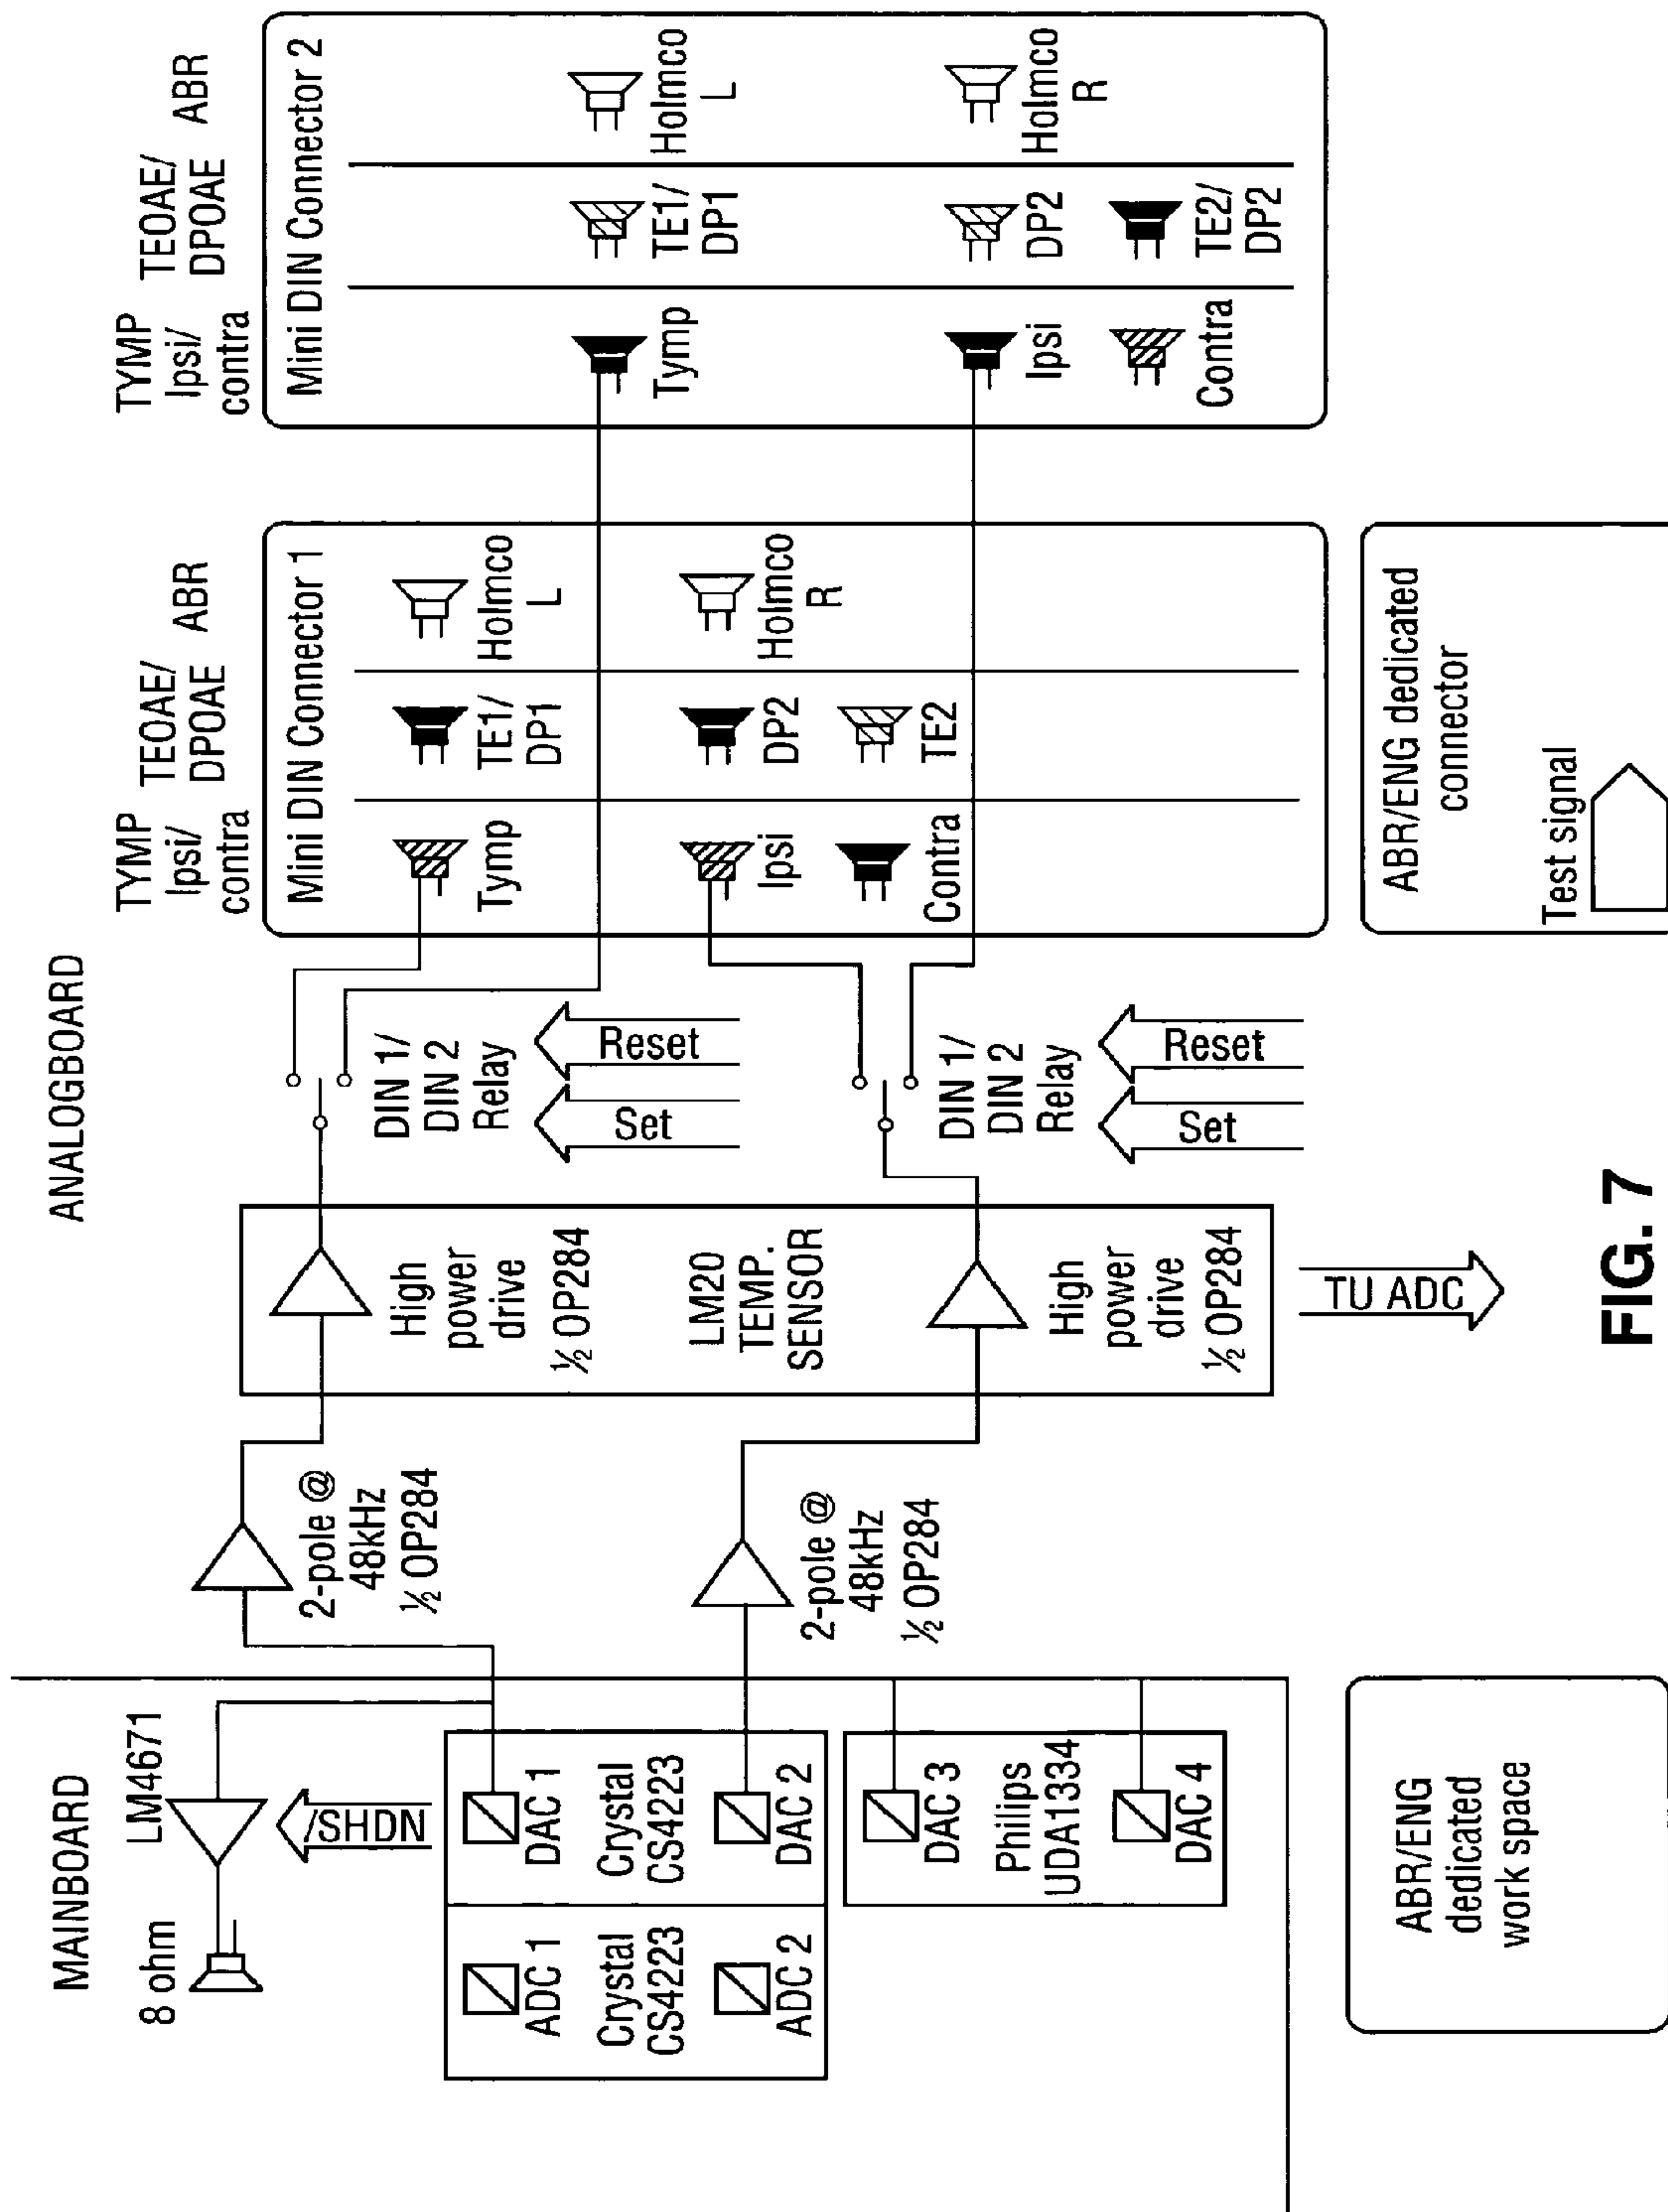 MAINBOARD
8 ohm
LM4671
/SHDN
ADC 1
Crystal
CS4223
ADC 2
DAC 1
Crystal
CS4223
DAC 2
DAC 3
Philips
UDA1334
DAC 4
ABR/ENG
dedicated
work space
ANALOGBOARD
2-pole @
48kHz
½ OP284
2-pole @
48kHz
½ OP284
High
power
drive
½ OP284
LM20
TEMP.
SENSOR
High
power
drive
½ OP284
TU ADC
DIN 1/
DIN 2
Relay
Set
Reset
DIN 1/
DIN 2
Relay
Set
Reset
TYMP
Ipsi/
contra
TEOAE/
DPOAE
ABR
Mini DIN Connector 1
Tymp
TE1/
DP1
Holmco
L
Ipsi
DP2
Holmco
R
Contra
TE2
ABR/ENG dedicated
connector
Test signal
TYMP
Ipsi/
contra
TEOAE/
DPOAE
ABR
Mini DIN Connector 2
Tymp
TE1/
DP1
Holmco
L
Ipsi
DP2
Holmco
R
Contra
TE2/
DP2
FIG. 7